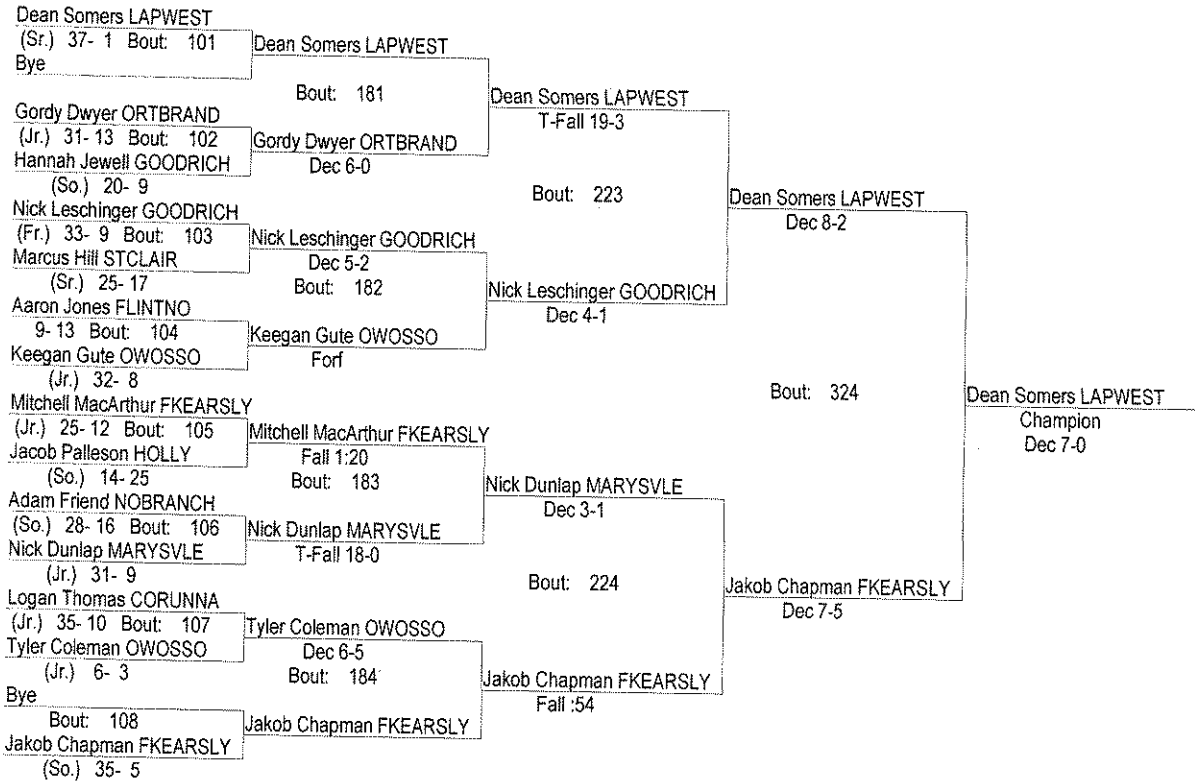 Dean Somers LAPWEST
(Sr.) 37- 1 Bout: 101
Bye
Gordy Dwyer ORTBRAND
(Jr.) 31- 13 Bout: 102
Hannah Jewell GOODRICH
(So.) 20- 9
Nick Leschinger GOODRICH
(Fr.) 33- 9 Bout: 103
Marcus Hill STCLAIR
(Sr.) 25- 17
Aaron Jones FLINTNO
9- 13 Bout: 104
Keegan Gute OWOSSO
(Jr.) 32- 8
Mitchell MacArthur FKEARSLY
(Jr.) 25- 12 Bout: 105
Jacob Palleson HOLLY
(So.) 14- 25
Adam Friend NOBRANCH
(So.) 28- 16 Bout: 106
Nick Dunlap MARYSVLE
(Jr.) 31- 9
Logan Thomas CORUNNA
(Jr.) 35- 10 Bout: 107
Tyler Coleman OWOSSO
(Jr.) 6- 3
Bye
Bout: 108
Jakob Chapman FKEARSLY
(So.) 35- 5
Dean Somers LAPWEST
Bout: 181
Gordy Dwyer ORTBRAND
Dec 6-0
Nick Leschinger GOODRICH
Dec 5-2
Bout: 182
Keegan Gute OWOSSO
Forf
Mitchell MacArthur FKEARSLY
Fall 1:20
Bout: 183
Nick Dunlap MARYSVLE
T-Fall 18-0
Tyler Coleman OWOSSO
Dec 6-5
Bout: 184
Jakob Chapman FKEARSLY
Dean Somers LAPWEST
T-Fall 19-3
Bout: 223
Nick Leschinger GOODRICH
Dec 4-1
Nick Dunlap MARYSVLE
Dec 3-1
Bout: 224
Jakob Chapman FKEARSLY
Fall :54
Dean Somers LAPWEST
Dec 8-2
Bout: 324
Jakob Chapman FKEARSLY
Dec 7-5
Dean Somers LAPWEST
Champion
Dec 7-0